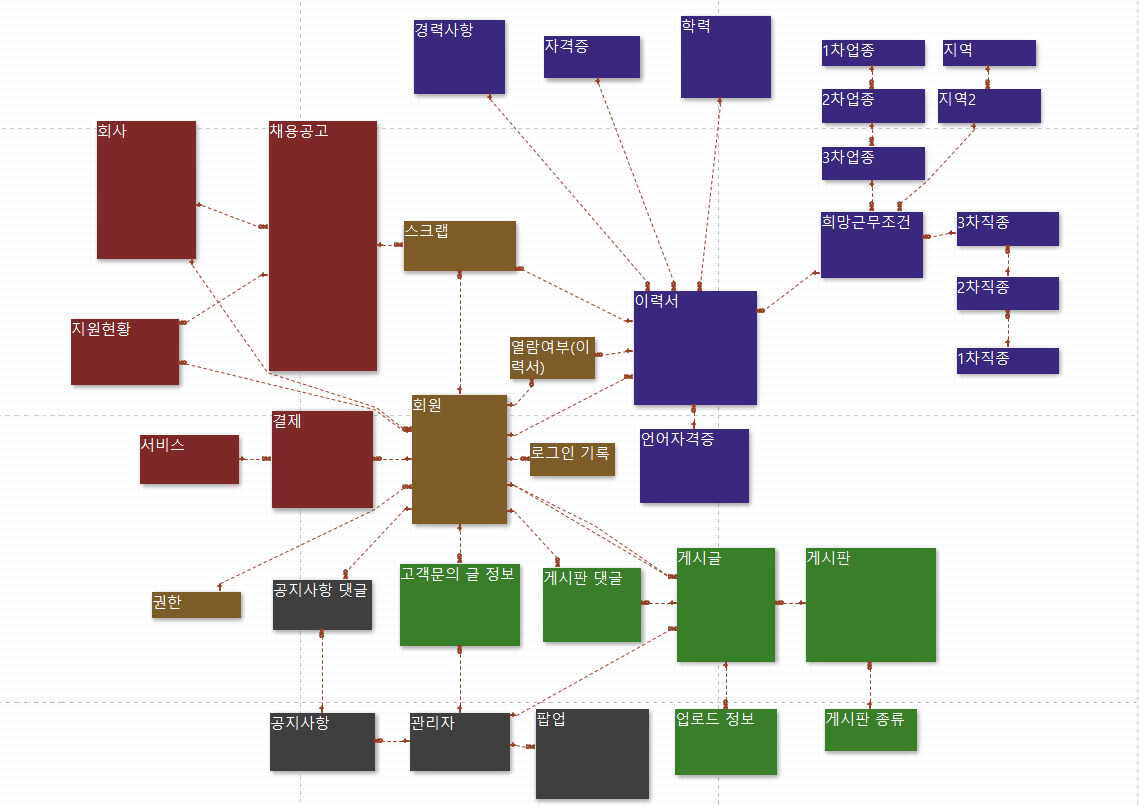 경력사항
자격증
학력
1차업종
지역
2차업종
지역2
회사
채용공고
3차업종
스크랩
희망근무조건
3차직종
2차직종
이력서
지원현황
열람여부(이
력서)
1차직종
회원
결제
서비스
로그인 기록
언어자격증
게시글
게시판
고객문의 글 정보
게시판 댓글
공지사항 댓글
권한
공지사항
관리자
팝업
업로드 정보
게시판 종류